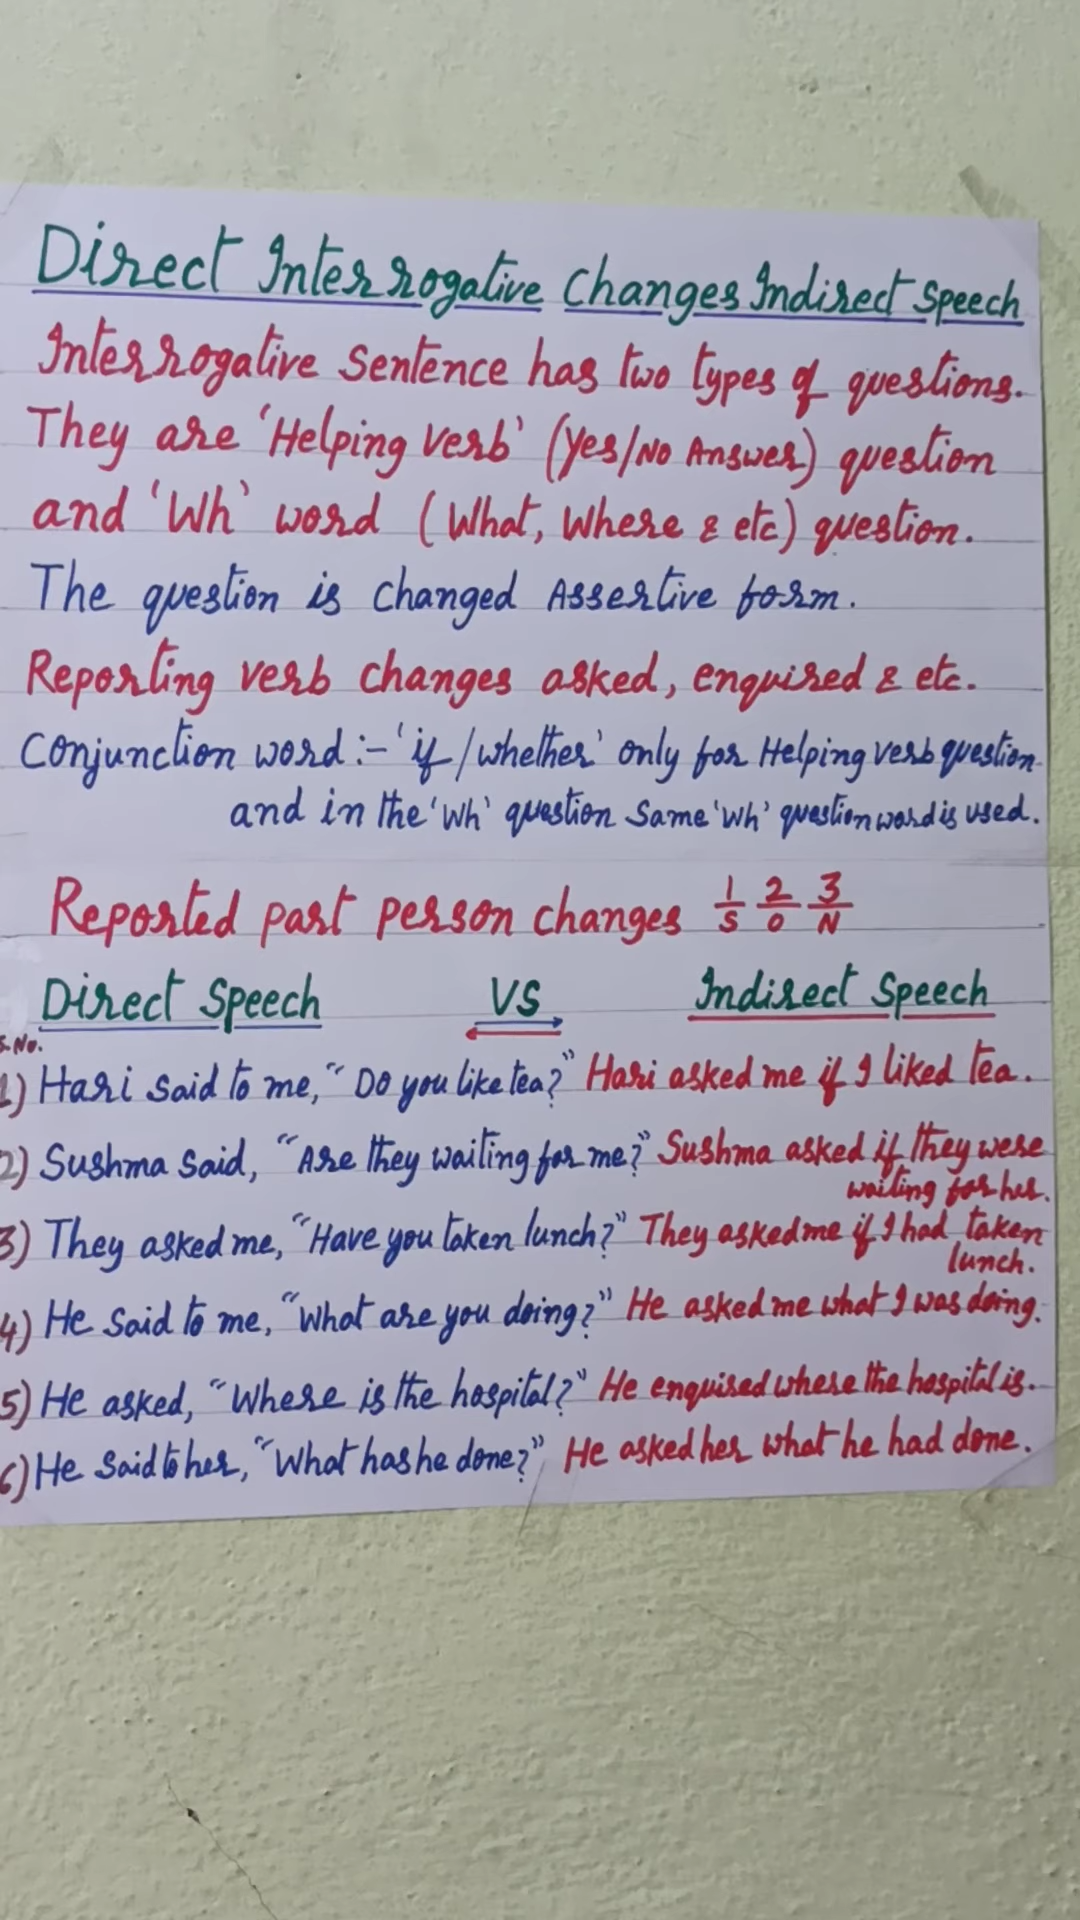 Direct Interrogative Changes Indirect Speech
Interrogative Sentence has two types of questions.
They are 'Helping Verb' (Yes/No Answer) question
and 'Wh' word (What, Where & etc) question.
The question is changed Assertive form.
Reporting verb changes asked, enquired & etc.
Conjunction word :- 'if /whether' only for Helping verb question
and in the 'Wh' question Same 'Wh' question word is used.
Reported part person changes 1/S 2/O 3/N
Direct Speech VS Indirect Speech
S.No.
1) Hari said to me, "Do you like tea?" Hari asked me if I liked tea.
2) Sushma said, "Are they waiting for me?" Sushma asked if they were
waiting for her.
3) They asked me, "Have you taken lunch?" They asked me if I had taken
lunch.
4) He said to me, "What are you doing?" He asked me what I was doing.
5) He asked, "Where is the hospital?" He enquired where the hospital is.
6) He said to her, "What has he done?" He asked her what he had done.